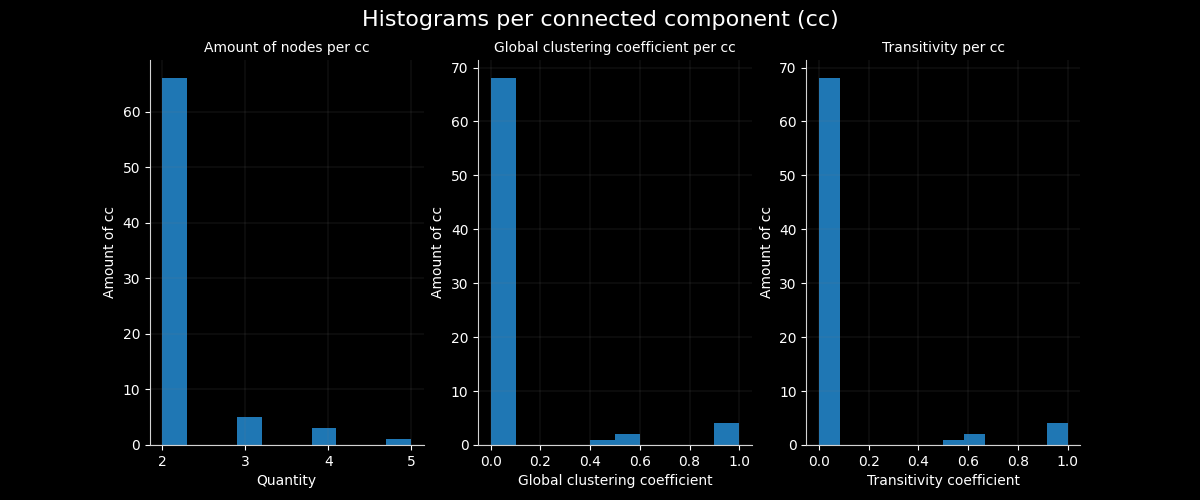 Histograms per connected component (cc)
Amount of nodes per cc
Global clustering coefficient per cc
Transitivity per cc
Amount of cc
60
50
40
30
20
10
0
2 3 4 5
Quantity
Amount of cc
70
60
50
40
30
20
10
0
0.0 0.2 0.4 0.6 0.8 1.0
Global clustering coefficient
Amount of cc
70
60
50
40
30
20
10
0
0.0 0.2 0.4 0.6 0.8 1.0
Transitivity coefficient